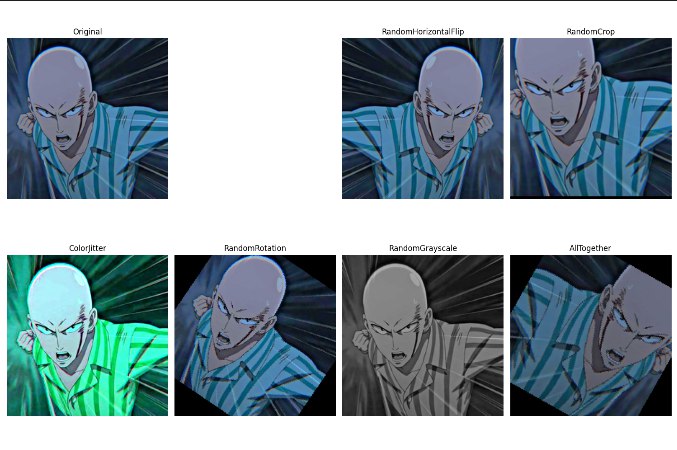 Original
RandomHorizontalFlip
RandomCrop
ColorJitter
RandomRotation
RandomGrayscale
AllTogether